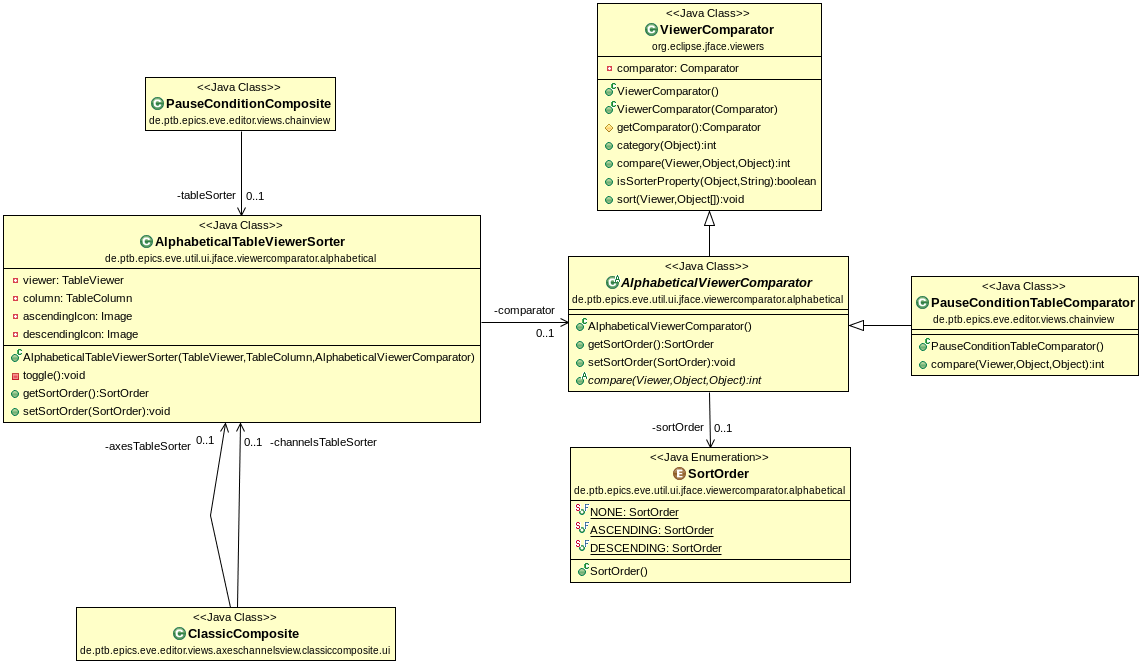 <<Java Class>>
ViewerComparator
org.eclipse.jface.viewers
comparator: Comparator
ViewerComparator()
ViewerComparator(Comparator)
getComparator():Comparator
category(Object):int
compare(Viewer,Object,Object):int
isSorterProperty(Object,String):boolean
sort(Viewer,Object[]):void
<<Java Class>>
PauseConditionComposite
de.ptb.epics.eve.editor.views.chainview
-tableSorter 0..1
<<Java Class>>
AlphabeticalTableViewerSorter
de.ptb.epics.eve.util.ui.jface.viewercomparator.alphabetical
viewer: TableViewer
column: TableColumn
ascendingIcon: Image
descendingIcon: Image
AlphabeticalTableViewerSorter(TableViewer,TableColumn,AlphabeticalViewerComparator)
toggle():void
getSortOrder():SortOrder
setSortOrder(SortOrder):void
-comparator
0..1
<<Java Class>>
AlphabeticalViewerComparator
de.ptb.epics.eve.util.ui.jface.viewercomparator.alphabetical
AlphabeticalViewerComparator()
getSortOrder():SortOrder
setSortOrder(SortOrder):void
compare(Viewer,Object,Object):int
<<Java Class>>
PauseConditionTableComparator
de.ptb.epics.eve.editor.views.chainview
PauseConditionTableComparator()
compare(Viewer,Object,Object):int
-sortOrder 0..1
<<Java Enumeration>>
SortOrder
de.ptb.epics.eve.util.ui.jface.viewercomparator.alphabetical
NONE: SortOrder
ASCENDING: SortOrder
DESCENDING: SortOrder
SortOrder()
-axesTableSorter 0..1 0..1 -channelsTableSorter
<<Java Class>>
ClassicComposite
de.ptb.epics.eve.editor.views.axeschannelsview.classiccomposite.ui